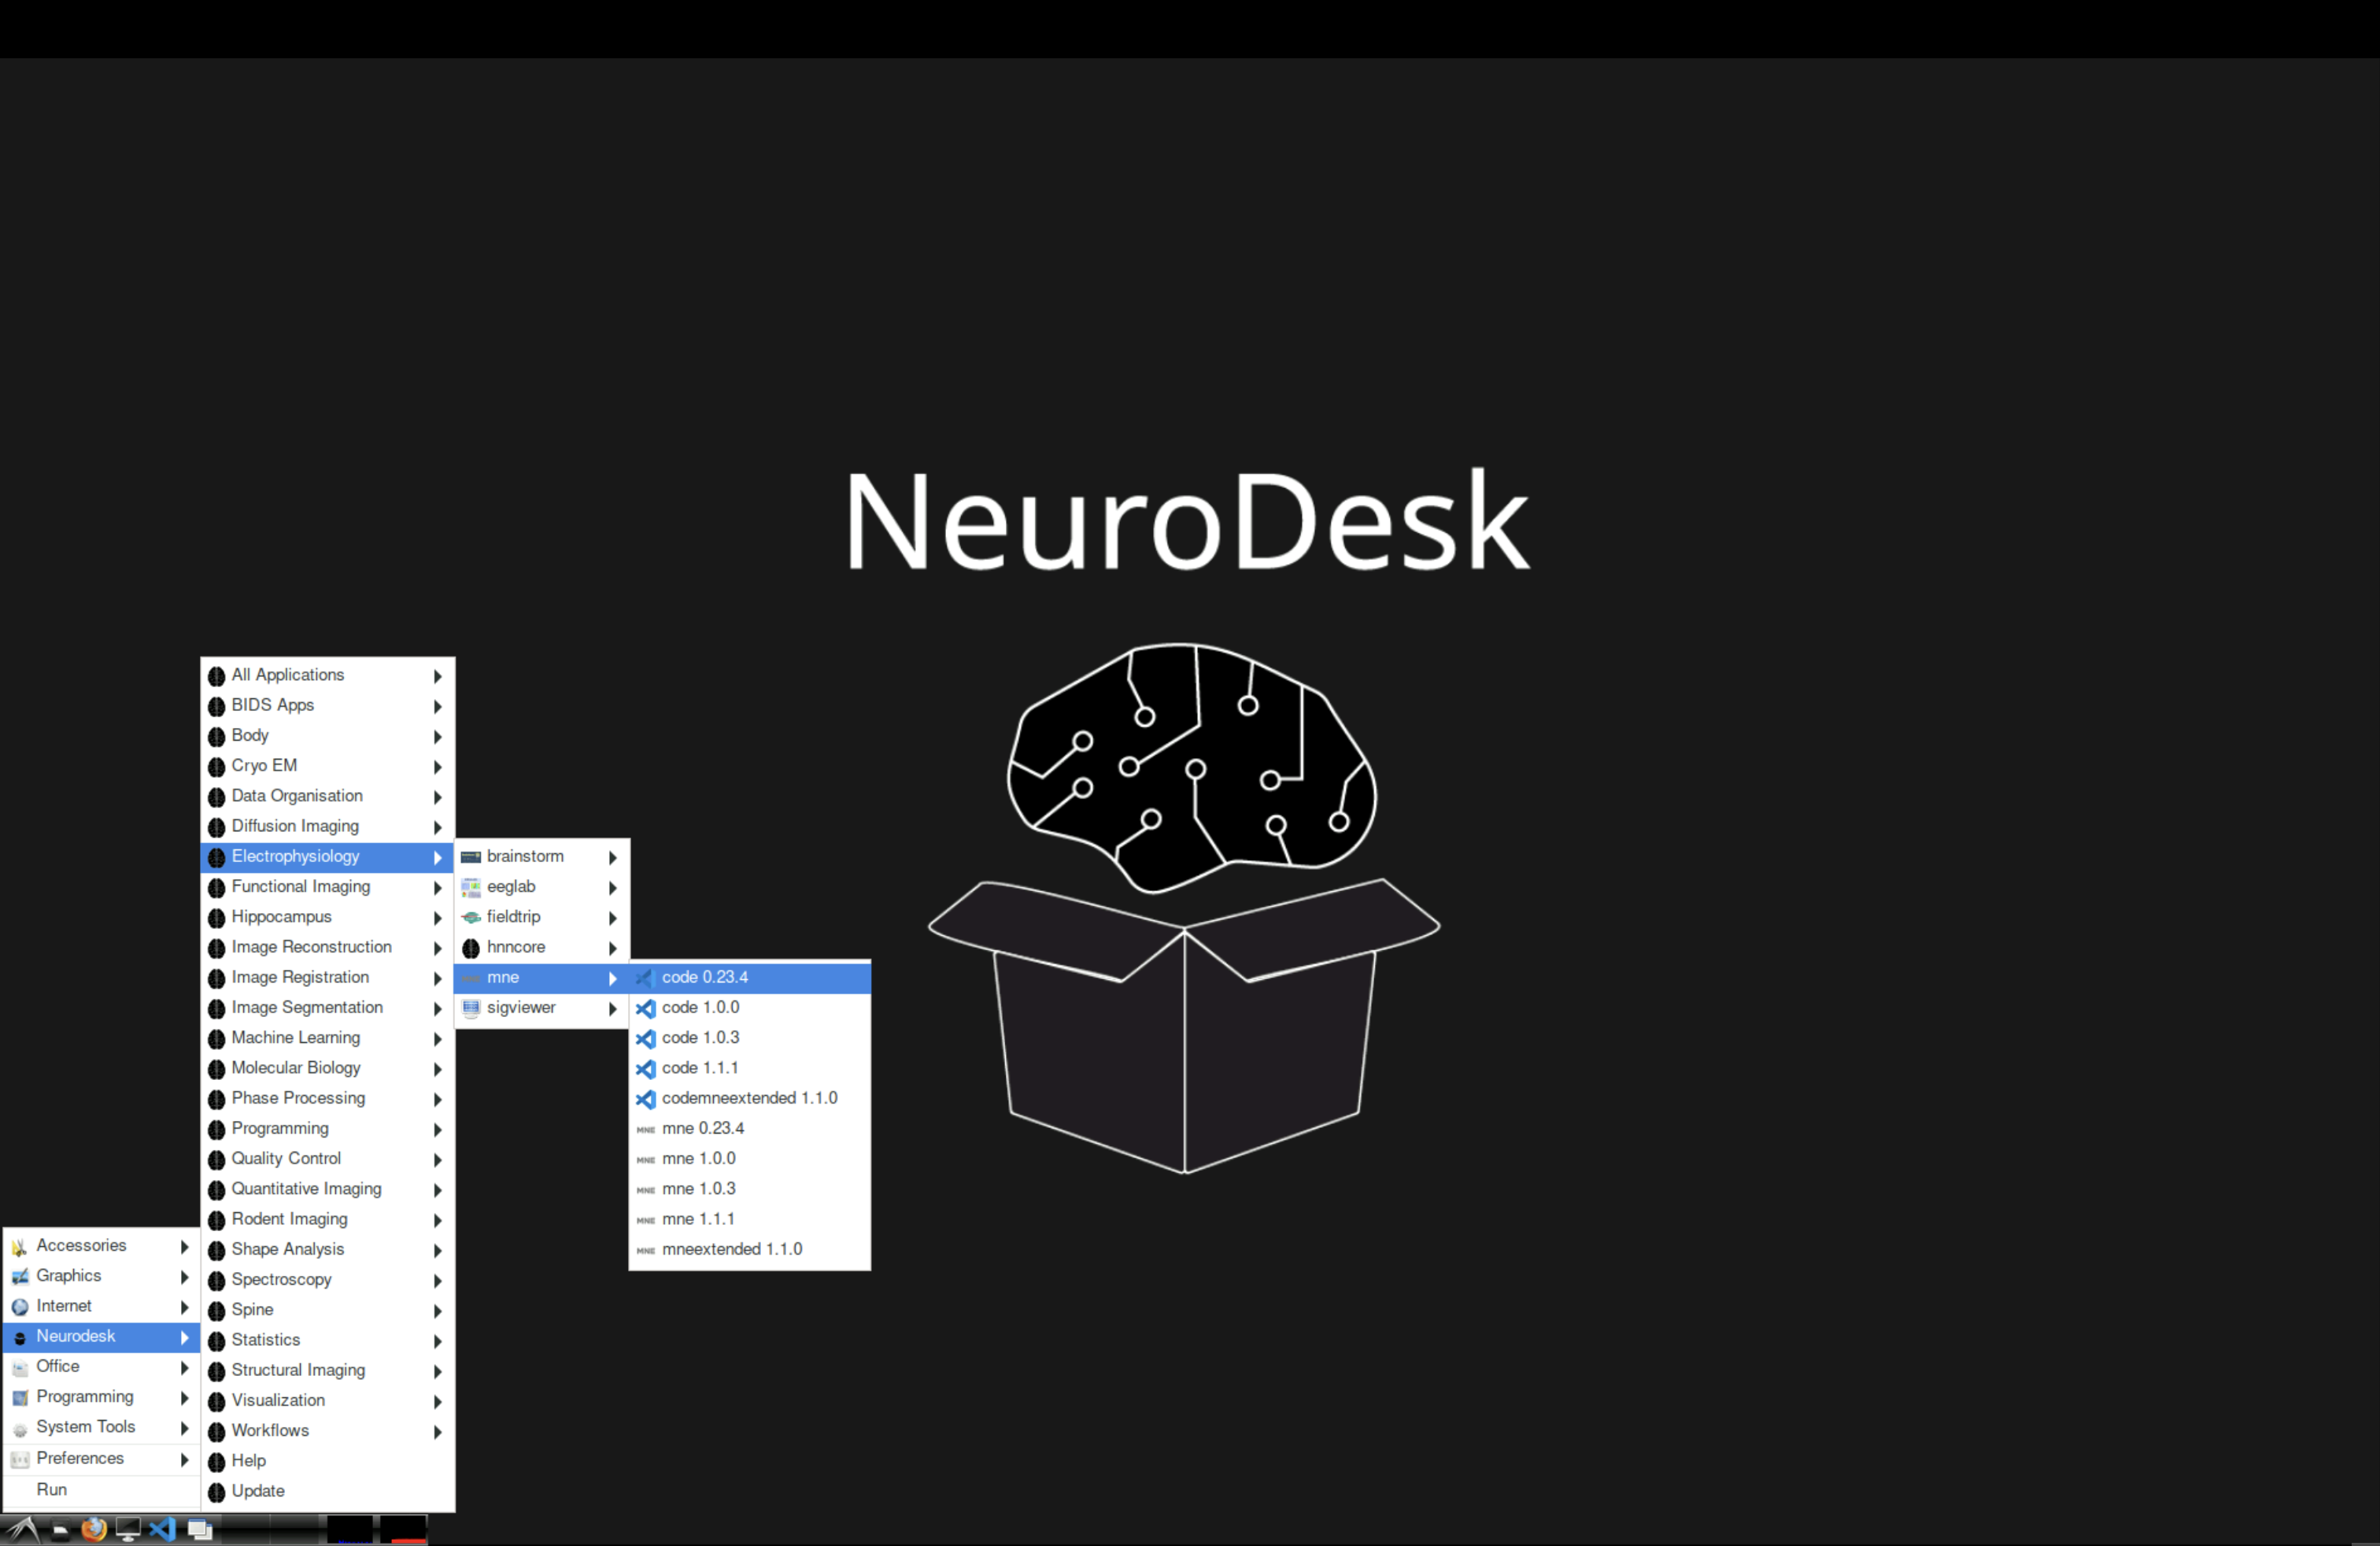 NeuroDesk
All Applications
BIDS Apps
Body
Cryo EM
Data Organisation
Diffusion Imaging
Electrophysiology
Functional Imaging
Hippocampus
Image Reconstruction
Image Registration
Image Segmentation
Machine Learning
Molecular Biology
Phase Processing
Programming
Quality Control
Quantitative Imaging
Rodent Imaging
Shape Analysis
Spectroscopy
Spine
Statistics
Structural Imaging
Visualization
Workflows
Help
Update
brainstorm
eeglab
fieldtrip
hnncore
mne
sigviewer
code 0.23.4
code 1.0.0
code 1.0.3
code 1.1.1
codemneextended 1.1.0
MNE mne 0.23.4
MNE mne 1.0.0
MNE mne 1.0.3
MNE mne 1.1.1
MNE mneextended 1.1.0
Accessories
Graphics
Internet
Neurodesk
Office
Programming
System Tools
Preferences
Run